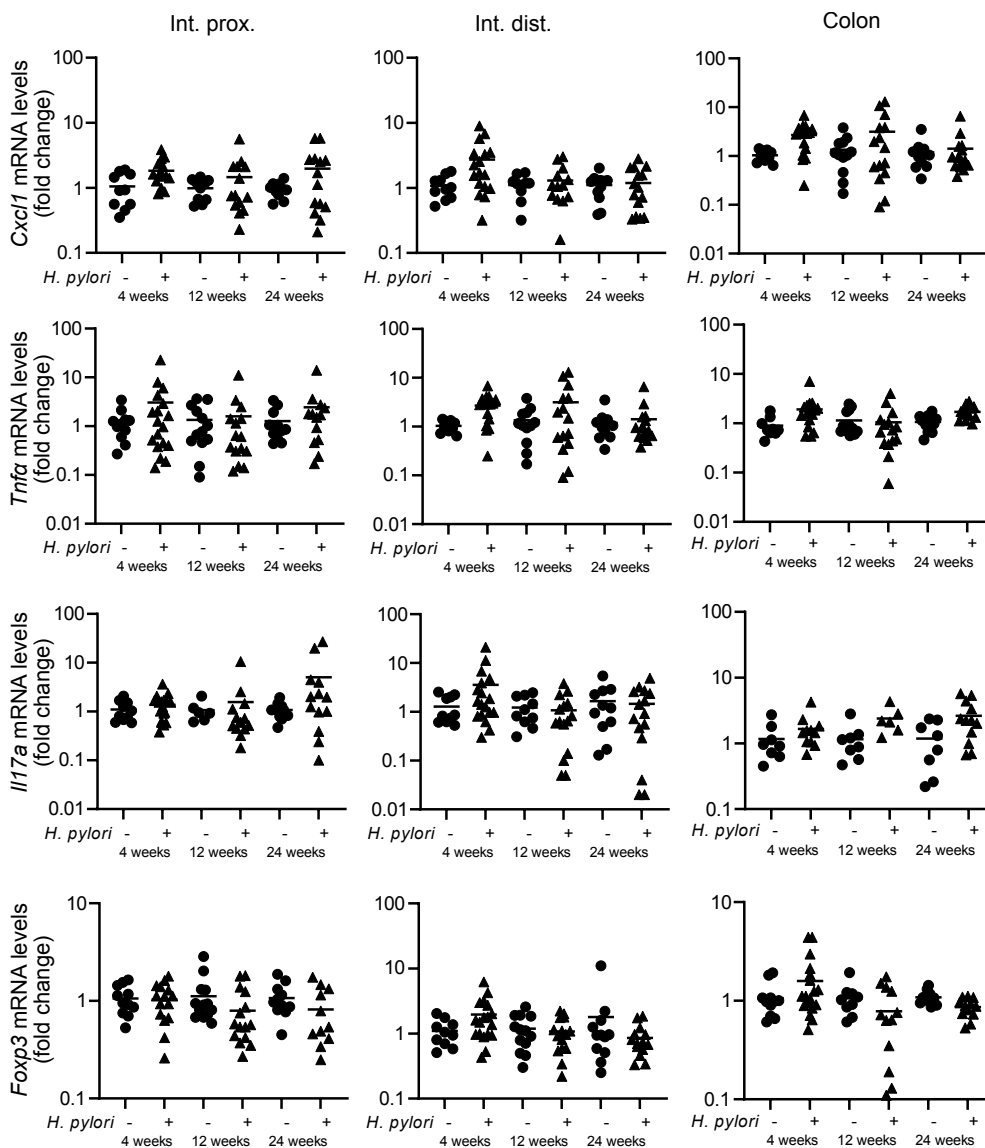 Int. prox.
Int. dist.
Colon
Cxcl1 mRNA levels
(fold change)
100
10
1
0.1
H. pylori - + - + - +
4 weeks 12 weeks 24 weeks
100
10
1
0.1
- + - + - +
4 weeks 12 weeks 24 weeks
100
10
1
0.1
0.01
H. pylori - + - + - +
4 weeks 12 weeks 24 weeks
Tnfα mRNA levels
(fold change)
100
10
1
0.1
0.01
H. pylori - + - + - +
4 weeks 12 weeks 24 weeks
100
10
1
0.1
0.01
H. pylori - + - + - +
4 weeks 12 weeks 24 weeks
100
10
1
0.1
0.01
H. pylori - + - + - +
4 weeks 12 weeks 24 weeks
Il17a mRNA levels
(fold change)
100
10
1
0.1
0.01
H. pylori - + - + - +
4 weeks 12 weeks 24 weeks
100
10
1
0.1
0.01
H. pylori - + - + - +
4 weeks 12 weeks 24 weeks
100
10
1
0.1
H. pylori - + - + - +
4 weeks 12 weeks 24 weeks
Foxp3 mRNA levels
(fold change)
10
1
0.1
H. pylori - + - + - +
4 weeks 12 weeks 24 weeks
100
10
1
0.1
H. pylori - + - + - +
4 weeks 12 weeks 24 weeks
10
1
0.1
H. pylori - + - + - +
4 weeks 12 weeks 24 weeks